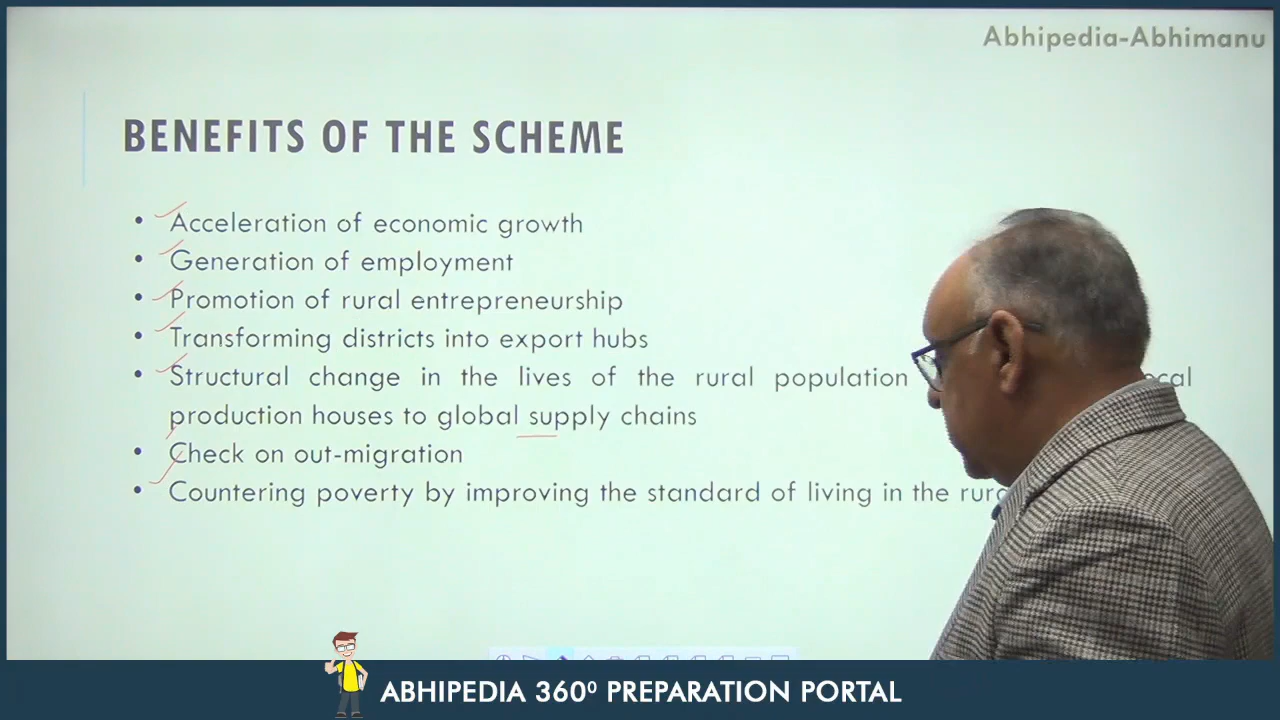 Abhipedia-Abhimanu
BENEFITS OF THE SCHEME
• Acceleration of economic growth
• Generation of employment
• Promotion of rural entrepreneurship
• Transforming districts into export hubs
• Structural change in the lives of the rural population
production houses to global supply chains
• Check on out-migration
• Countering poverty by improving the standard of living in the
ABHIPEDIA 360⁰ PREPARATION PORTAL